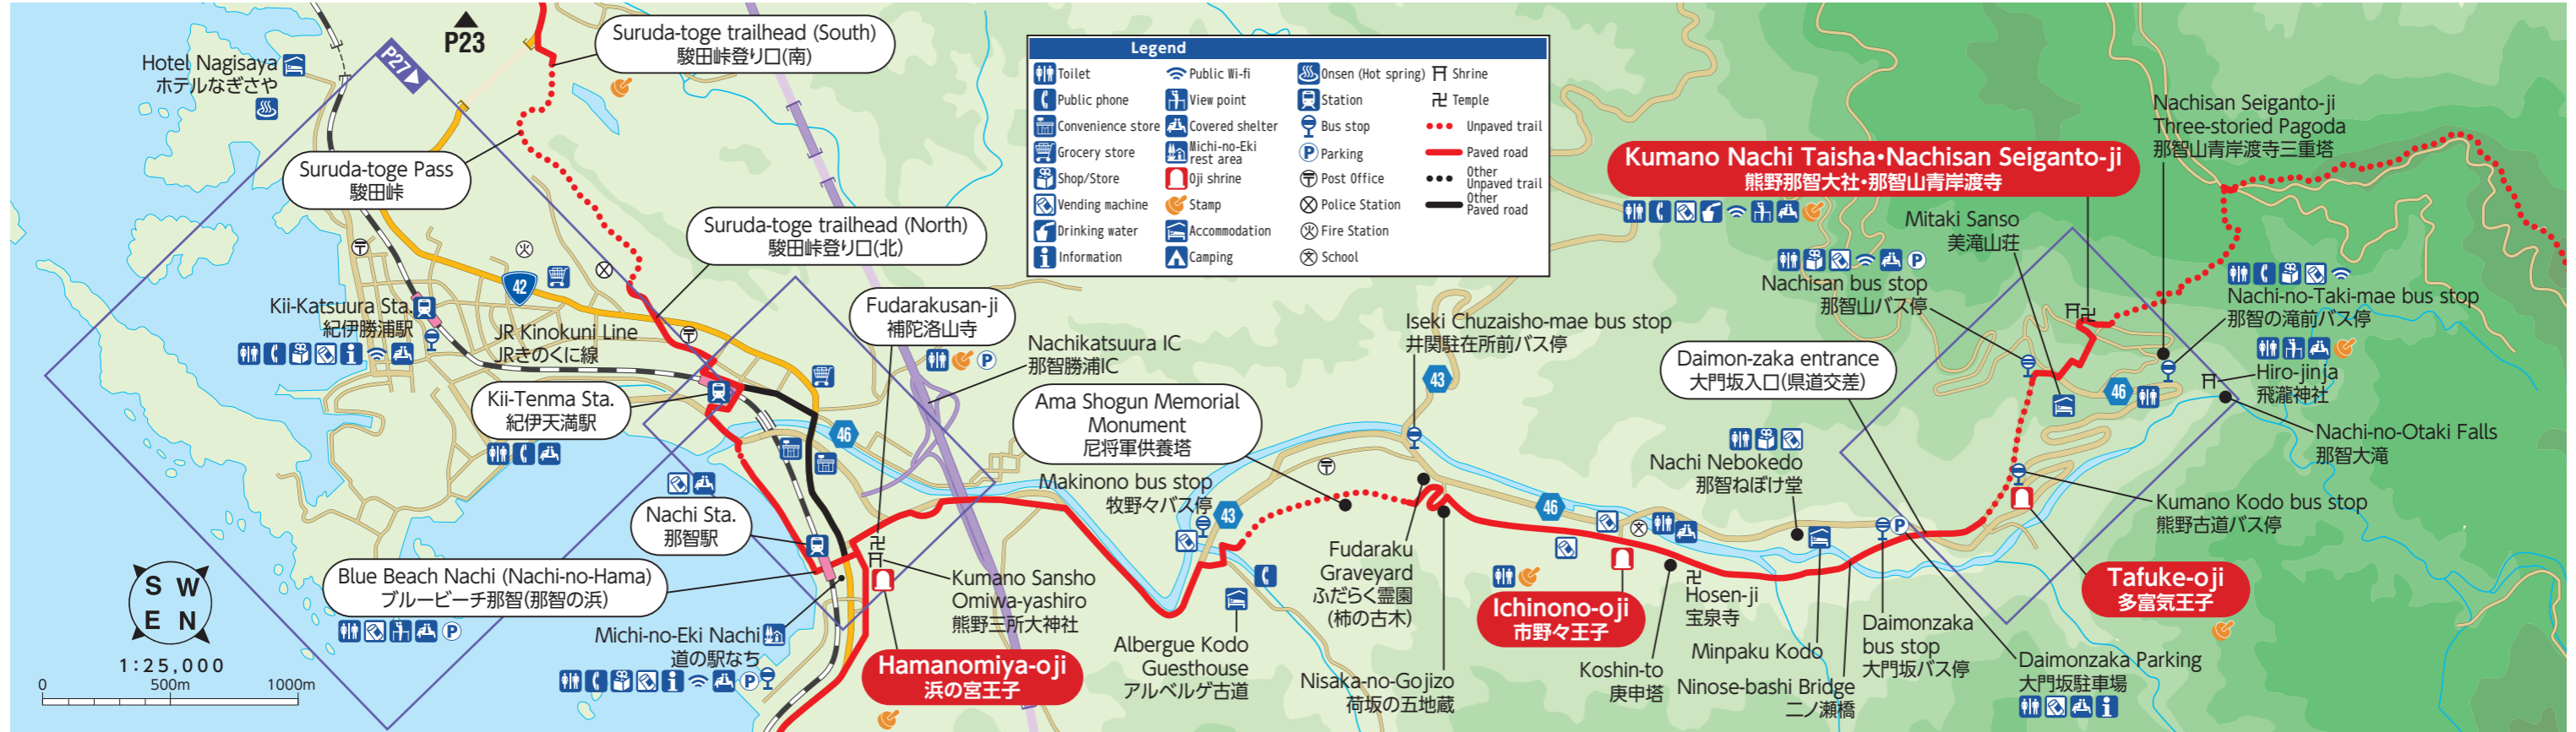 P23
P27
Suruda-toge trailhead (South)
駿田峠登り口(南)
Hotel Nagisaya
ホテルなぎさや
Suruda-toge Pass
駿田峠
Suruda-toge trailhead (North)
駿田峠登り口(北)
42
Kii-Katsuura Sta.
紀伊勝浦駅
JR Kinokuni Line
JRきのくに線
Kii-Tenma Sta.
紀伊天満駅
Nachi Sta.
那智駅
Blue Beach Nachi (Nachi-no-Hama)
ブルービーチ那智(那智の浜)
Michi-no-Eki Nachi
道の駅なち
S W
E N
1:25,000
0 500m 1000m
Legend
Toilet
Public phone
Convenience store
Grocery store
Shop/Store
Vending machine
Drinking water
Information
Public Wi-fi
View point
Covered shelter
Michi-no-Eki
rest area
Oji shrine
Stamp
Accommodation
Camping
Onsen (Hot spring)
Station
Bus stop
Parking
Post Office
Police Station
Fire Station
School
Shrine
Temple
Unpaved trail
Paved road
Other
Unpaved trail
Other
Paved road
Fudarakusan-ji
補陀洛山寺
Nachikatsuura IC
那智勝浦IC
46
Kumano Sansho
Omiwa-yashiro
熊野三所大神社
Hamanomiya-oji
浜の宮王子
Ama Shogun Memorial
Monument
尼将軍供養塔
Makinono bus stop
牧野々バス停
43
Albergue Kodo
Guesthouse
アルベルゲ古道
Iseki Chuzaisho-mae bus stop
井関駐在所前バス停
43
Fudaraku
Graveyard
ふだらく霊園
(柿の古木)
Nisaka-no-Gojizo
荷坂の五地蔵
46
Ichinono-oji
市野々王子
Koshin-to
庚申塔
Hosen-ji
宝泉寺
Nachi Nebokedo
那智ねぼけ堂
Minpaku Kodo
Ninose-bashi Bridge
二ノ瀬橋
Daimonzaka
bus stop
大門坂バス停
Daimonzaka Parking
大門坂駐車場
Daimon-zaka entrance
大門坂入口(県道交差)
Tafuke-oji
多富気王子
Kumano Kodo bus stop
熊野古道バス停
Kumano Nachi Taisha•Nachisan Seiganto-ji
熊野那智大社・那智山青岸渡寺
Mitaki Sanso
美滝山荘
Nachisan bus stop
那智山バス停
46
Nachisan Seiganto-ji
Three-storied Pagoda
那智山青岸渡寺三重塔
Nachi-no-Taki-mae bus stop
那智の滝前バス停
Hiro-jinja
飛瀧神社
Nachi-no-Otaki Falls
那智大滝